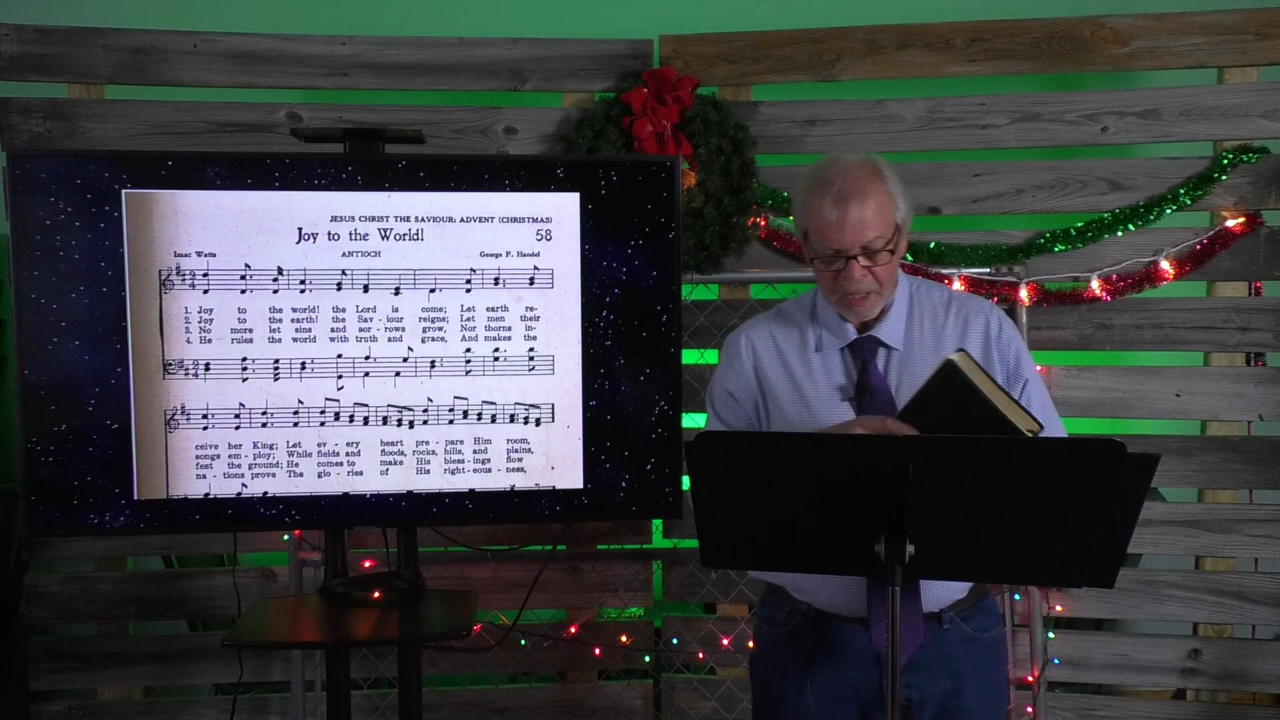 JESUS CHRIST THE SAVIOUR: ADVENT (CHRISTMAS)
Joy to the World! 58
Isaac Watts ANTIOCH George F. Handel
1. Joy to the world! the Lord is come; Let earth re-
2. Joy to the earth! the Sav - iour reigns; Let men their
3. No more let sins and sor - rows grow, Nor thorns in-
4. He rules the world with truth and grace, And makes the
ceive her King; Let ev - ery heart pre - pare Him room,
songs em - ploy; While fields and floods, rocks, hills, and plains,
fest the ground; He comes to make His bless - ings flow
na - tions prove The glo - ries of His right - eous - ness,